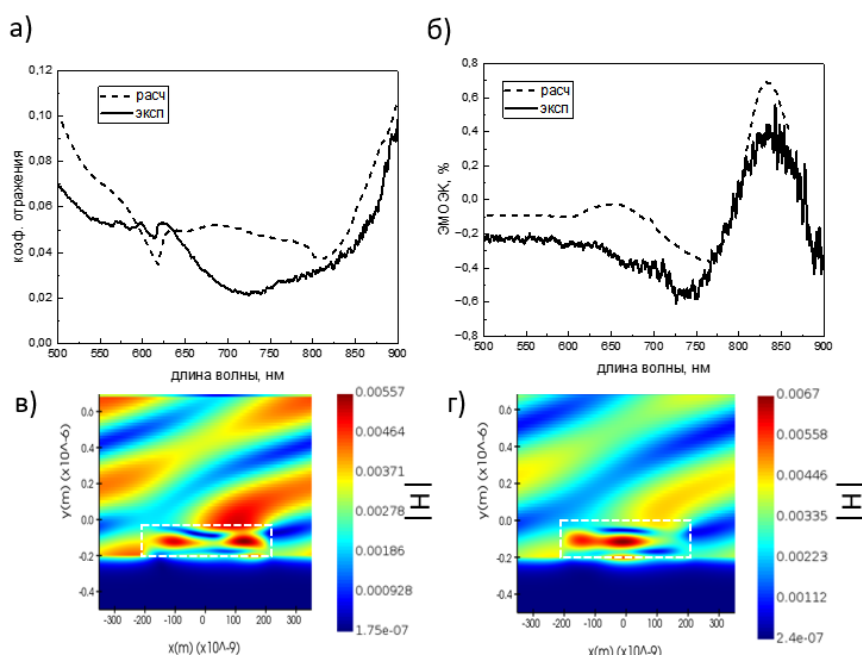 а)
0,12
0,10
0,08
0,06
0,04
0,02
0,00
коэф. отражения
расч
эксп
500 550 600 650 700 750 800 850 900
длина волны, нм
б)
0,8
0,6
0,4
0,2
0,0
-0,2
-0,4
-0,6
-0,8
ЭМОЭК, %
расч
эксп
500 550 600 650 700 750 800 850 900
длина волны, нм
в)
0.6
0.4
0.2
0.0
-0.2
-0.4
y(m) (x10^-6)
-300 -200 -100 0 100 200 300
x(m) (x10^-9)
0.00557
0.00464
0.00371
0.00278
0.00186
0.000928
1.75e-07
|H|
г)
0.6
0.4
0.2
0.0
-0.2
-0.4
y(m) (x10^-6)
-300 -200 -100 0 100 200 300
x(m) (x10^-9)
0.0067
0.00558
0.00446
0.00335
0.00223
0.00112
2.4e-07
|H|